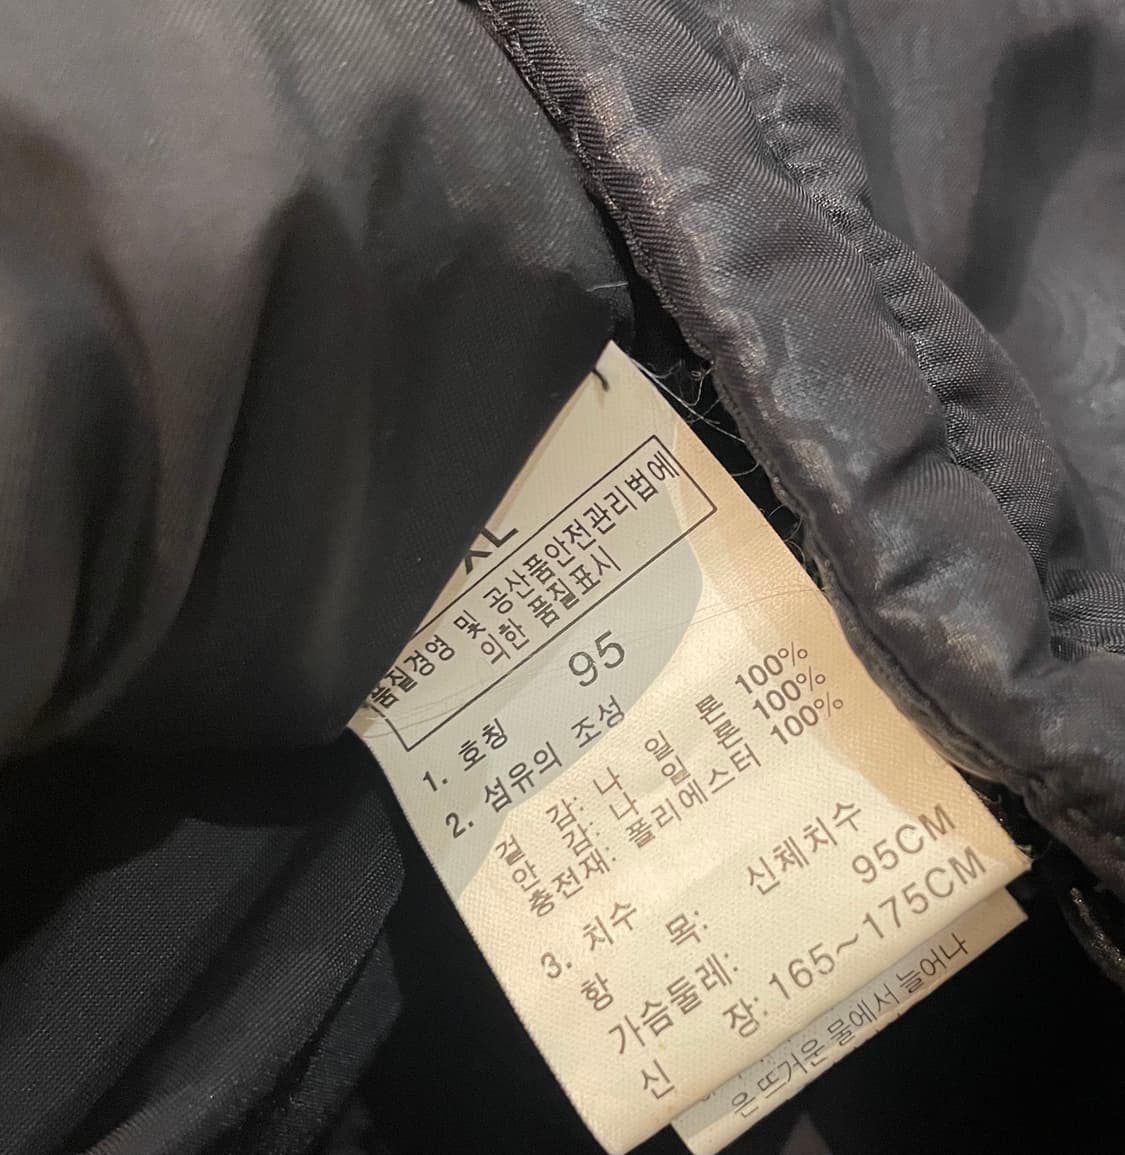 XL
품질경영 및 공산품안전관리법에
의한 품질표시
1. 호칭 95
2. 섬유의 조성
겉 감: 나 일 론 100%
안 감: 나 일 론 100%
충전재: 폴리에스터 100%
3. 치수
항 목: 신체치수
가슴둘레: 95CM
신 장: 165~175CM
은 뜨거운 물에서 늘어나